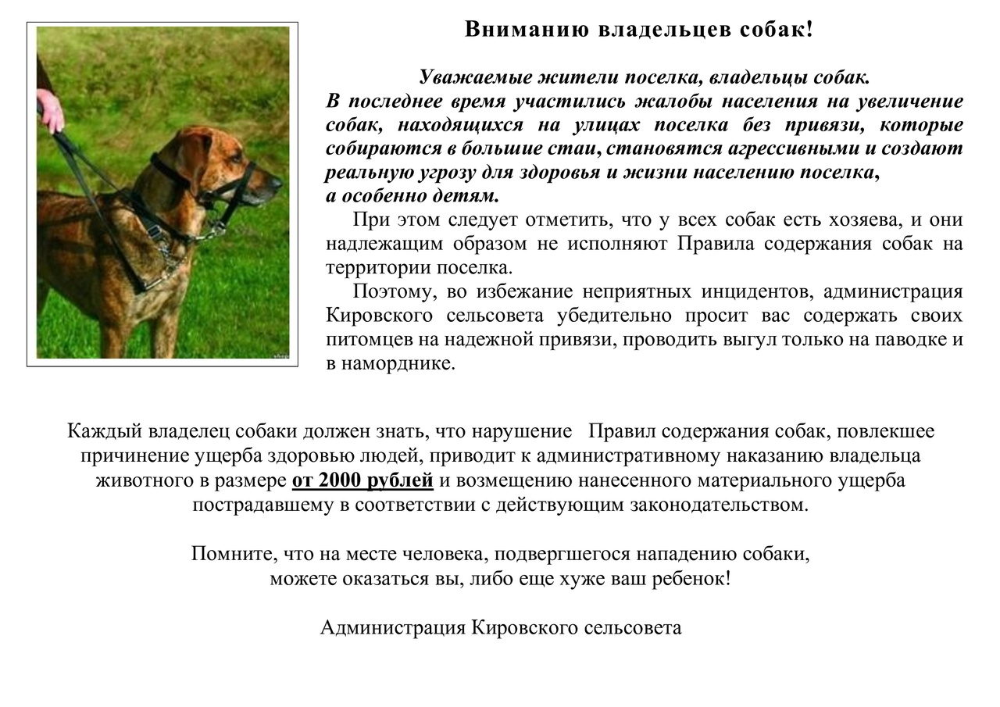 Вниманию владельцев собак!
Уважаемые жители поселка, владельцы собак.
В последнее время участились жалобы населения на увеличение
собак, находящихся на улицах поселка без привязи, которые
собираются в большие стаи, становятся агрессивными и создают
реальную угрозу для здоровья и жизни населению поселка,
а особенно детям.
При этом следует отметить, что у всех собак есть хозяева, и они
надлежащим образом не исполняют Правила содержания собак на
территории поселка.
Поэтому, во избежание неприятных инцидентов, администрация
Кировского сельсовета убедительно просит вас содержать своих
питомцев на надежной привязи, проводить выгул только на паводке и
в наморднике.
Каждый владелец собаки должен знать, что нарушение Правил содержания собак, повлекшее
причинение ущерба здоровью людей, приводит к административному наказанию владельца
животного в размере от 2000 рублей и возмещению нанесенного материального ущерба
пострадавшему в соответствии с действующим законодательством.
Помните, что на месте человека, подвергшегося нападению собаки,
можете оказаться вы, либо еще хуже ваш ребенок!
Администрация Кировского сельсовета